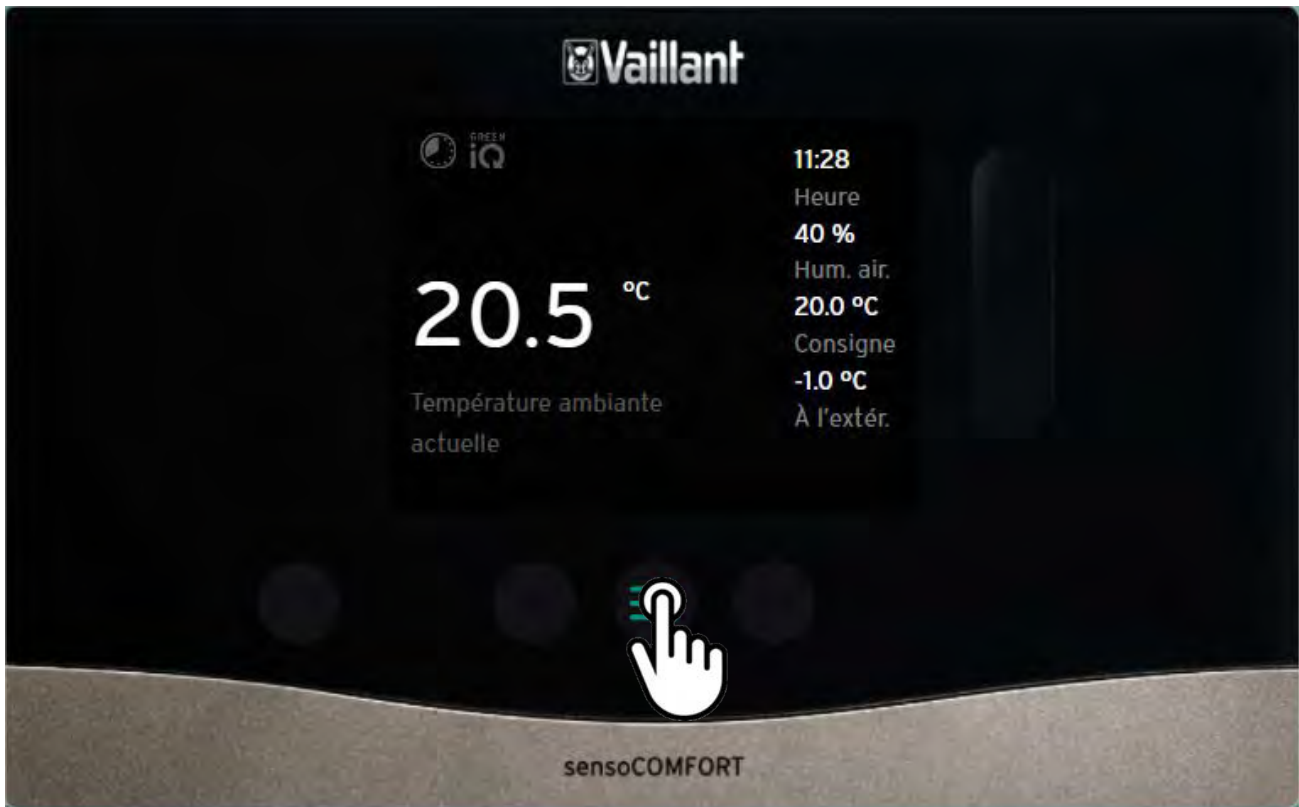 Vaillant
GREEN
iQ
20.5 °C
Température ambiante
actuelle
11:28
Heure
40 %
Hum. air.
20.0 °C
Consigne
-1.0 °C
À l'extér.
sensoCOMFORT